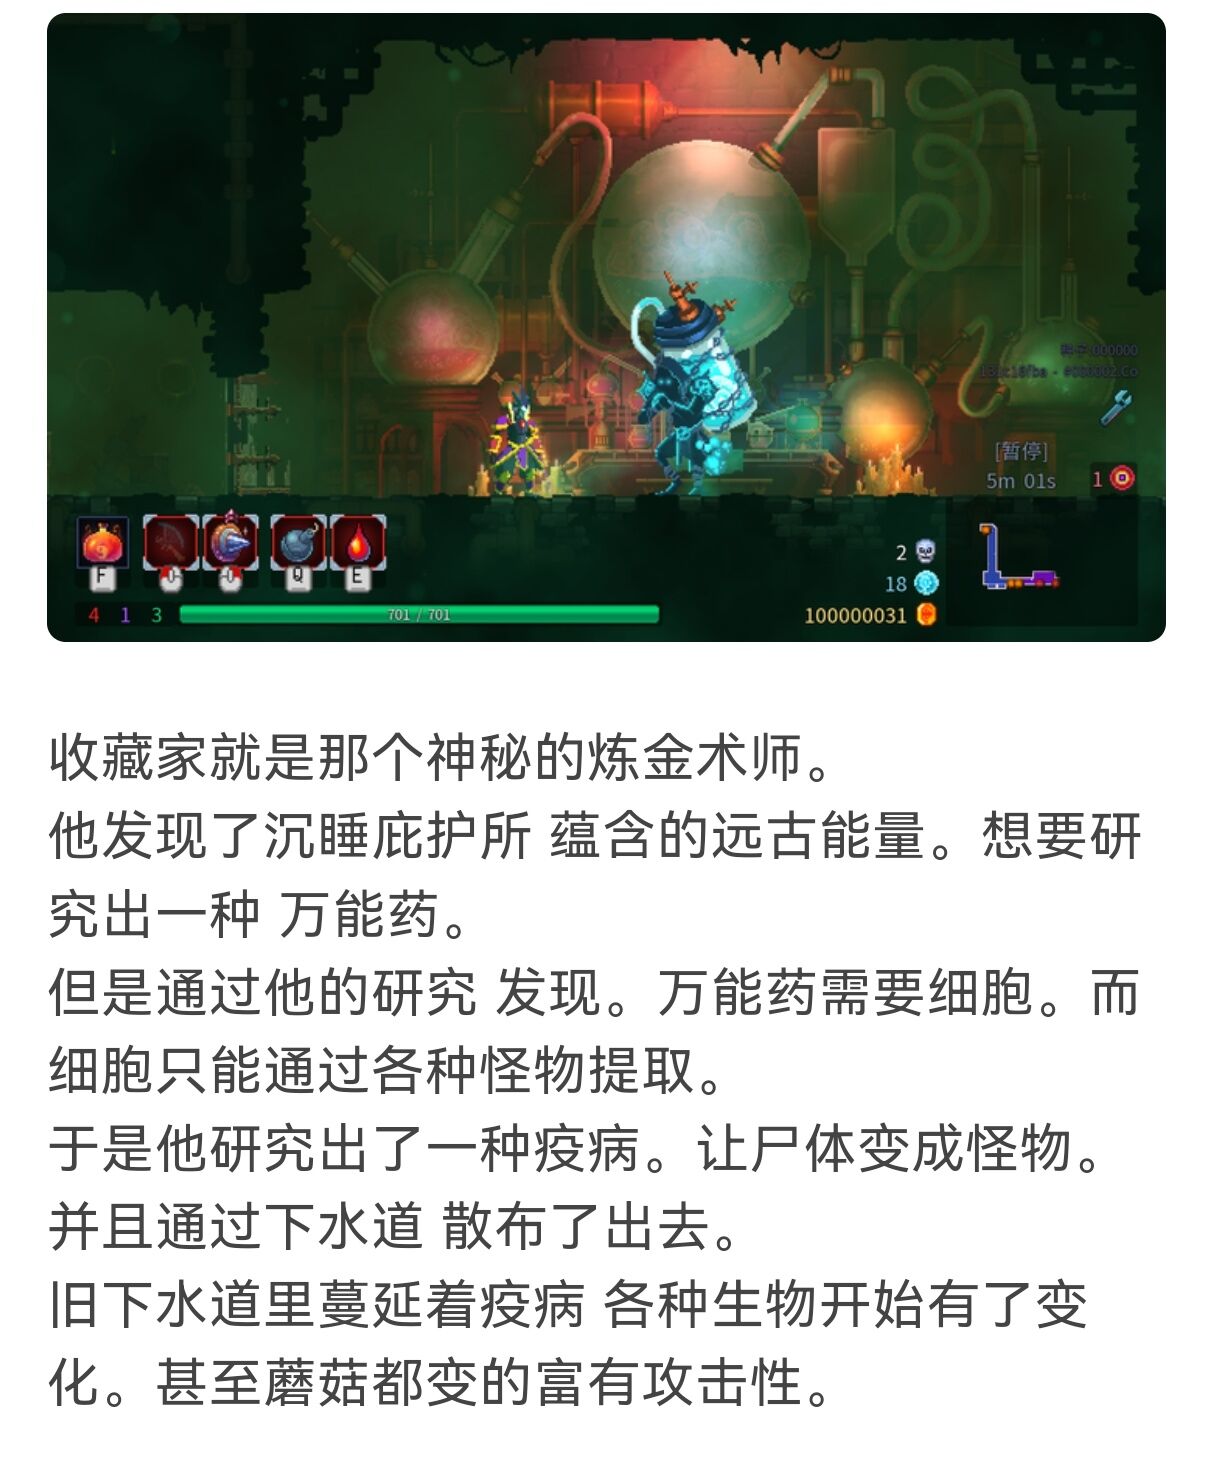 种子:000000
[暂停]
5m 01s
1
9
F
Q
E
2
18
100000031
4 1 3
701 / 701
收藏家就是那个神秘的炼金术师。
他发现了沉睡庇护所 蕴含的远古能量。想要研
究出一种 万能药。
但是通过他的研究 发现。万能药需要细胞。而
细胞只能通过各种怪物提取。
于是他研究出了一种疫病。让尸体变成怪物。
并且通过下水道 散布了出去。
旧下水道里蔓延着疫病 各种生物开始有了变
化。甚至蘑菇都变的富有攻击性。